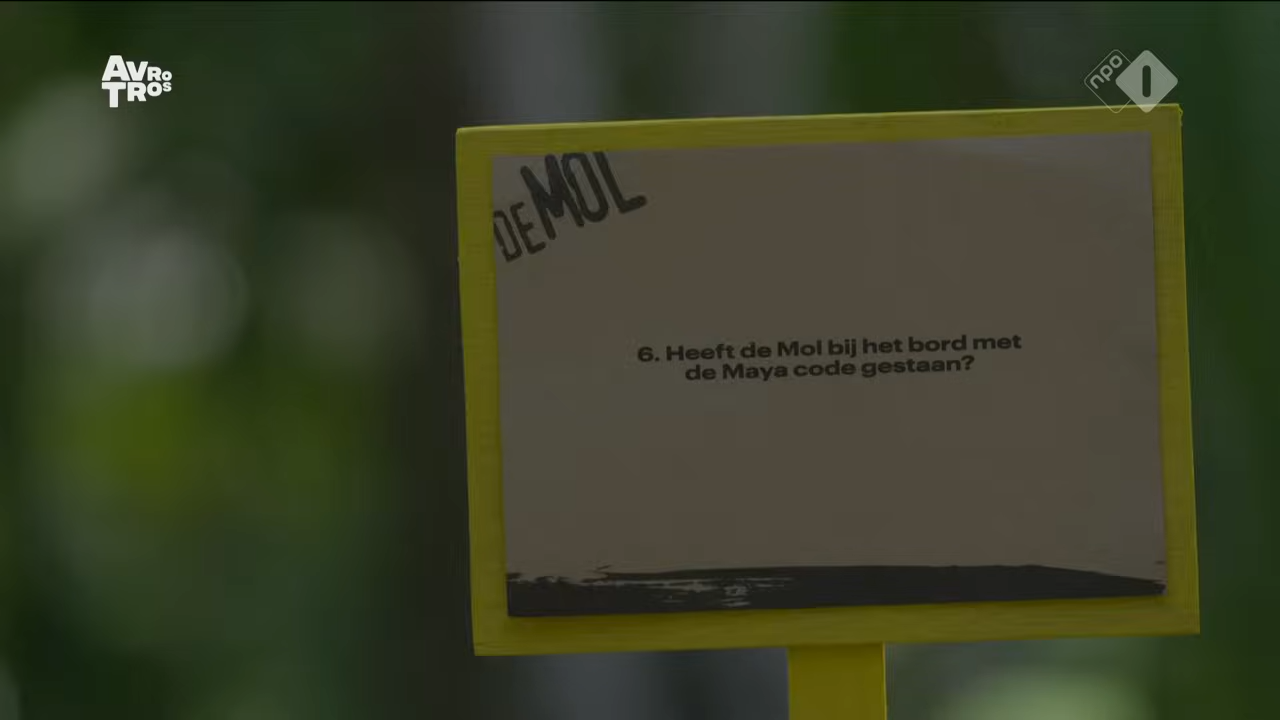 AVRO
TROS
npo
1
DE MOL
6. Heeft de Mol bij het bord met
de Maya code gestaan?